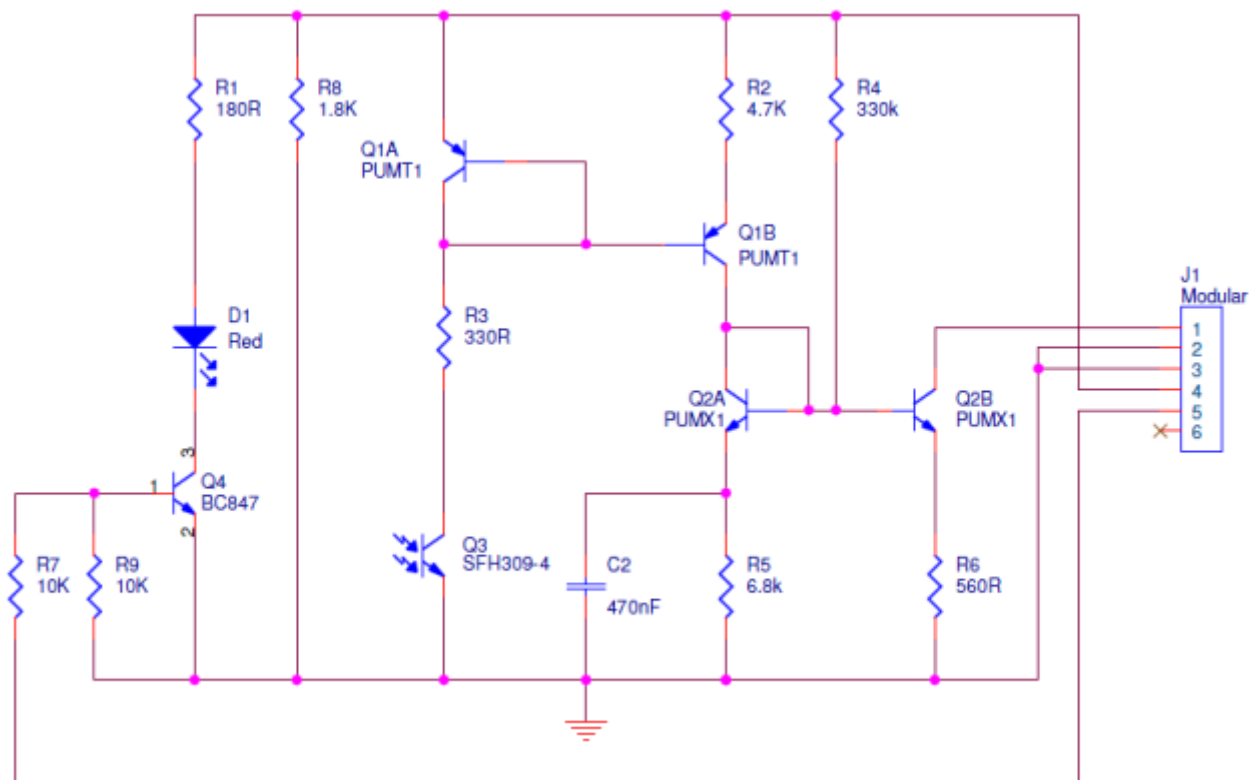 R1
180R
R8
1.8K
R2
4.7K
R4
330k
Q1A
PUMT1
Q1B
PUMT1
J1
Modular
R3
330R
D1
Red
1
2
3
4
5
6
Q2A
PUMX1
Q2B
PUMX1
3
1
2
Q4
BC847
Q3
SFH309-4
R7
10K
R9
10K
C2
470nF
R5
6.8k
R6
560R